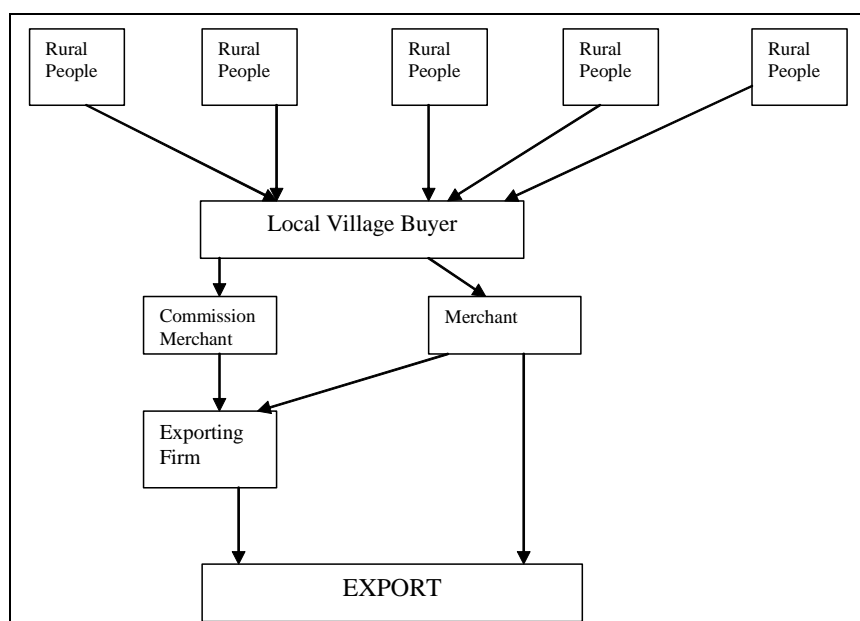 Rural
People
Rural
People
Rural
People
Rural
People
Rural
People
Local Village Buyer
Commission
Merchant
Merchant
Exporting
Firm
EXPORT